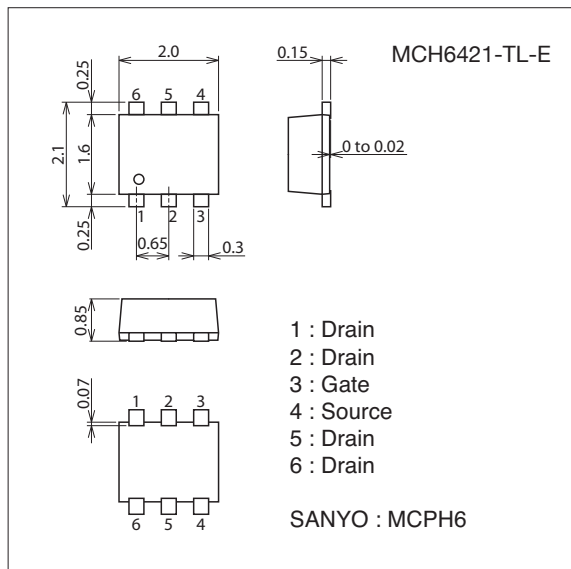 MCH6421-TL-E
2.0
0.15
0.25
6 5 4
2.1
1.6
0 to 0.02
0.25
1 2 3
0.65
0.3
0.85
1 : Drain
2 : Drain
3 : Gate
4 : Source
5 : Drain
6 : Drain
0.07
1 2 3
6 5 4
SANYO : MCPH6